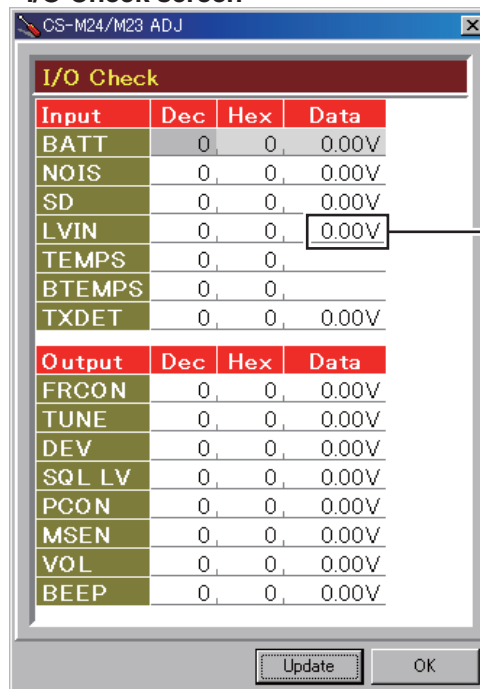 I/O Check screen
CS-M24/M23 ADJ
I/O Check
Input Dec Hex Data
BATT 0 0 0.00V
NOIS 0 0 0.00V
SD 0 0 0.00V
LVIN 0 0 0.00V
TEMPS 0 0
BTEMPS 0 0
TXDET 0 0 0.00V
Output Dec Hex Data
FRCON 0 0 0.00V
TUNE 0 0 0.00V
DEV 0 0 0.00V
SQL LV 0 0 0.00V
PCON 0 0 0.00V
MSEN 0 0 0.00V
VOL 0 0 0.00V
BEEP 0 0 0.00V
Update OK